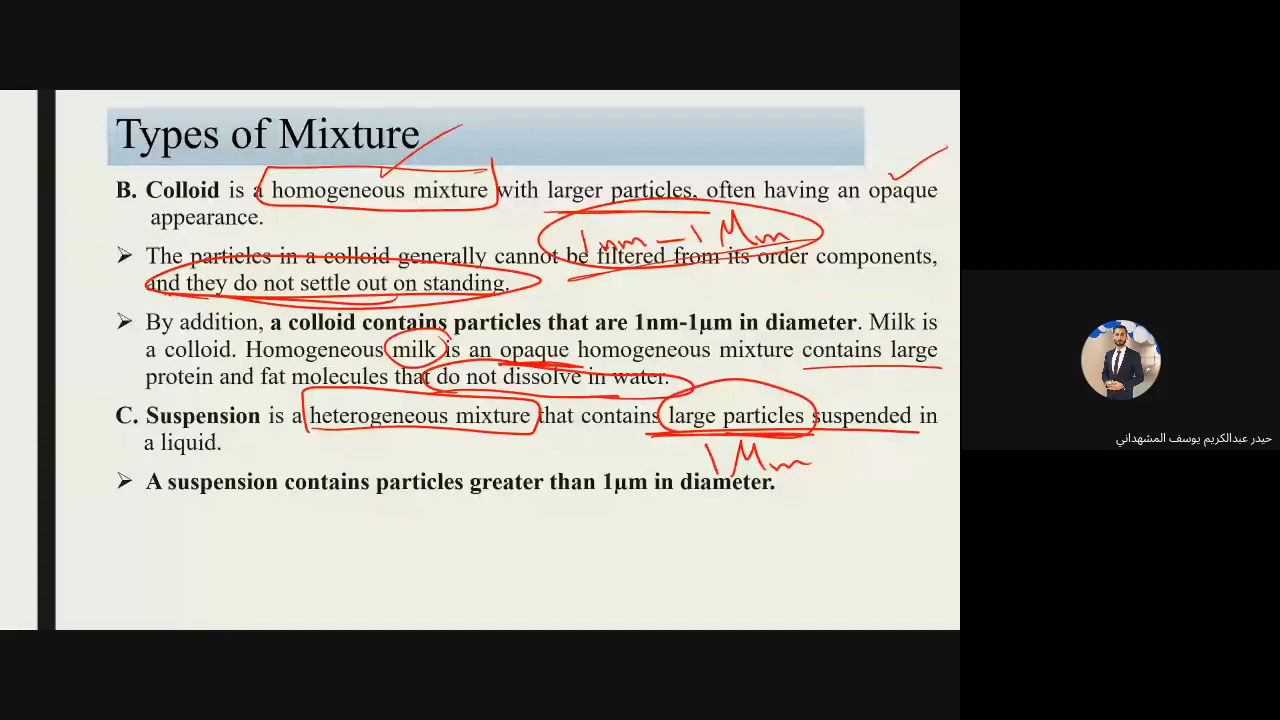 Types of Mixture
B. Colloid is a homogeneous mixture with larger particles, often having an opaque
appearance.
1nm – 1 Mm
➢ The particles in a colloid generally cannot be filtered from its order components,
and they do not settle out on standing.
➢ By addition, a colloid contains particles that are 1nm-1µm in diameter. Milk is
a colloid. Homogeneous milk is an opaque homogeneous mixture contains large
protein and fat molecules that do not dissolve in water.
C. Suspension is a heterogeneous mixture that contains large particles suspended in
a liquid.
1 Mm
➢ A suspension contains particles greater than 1µm in diameter.
حيدر عبدالكريم يوسف المشهداني